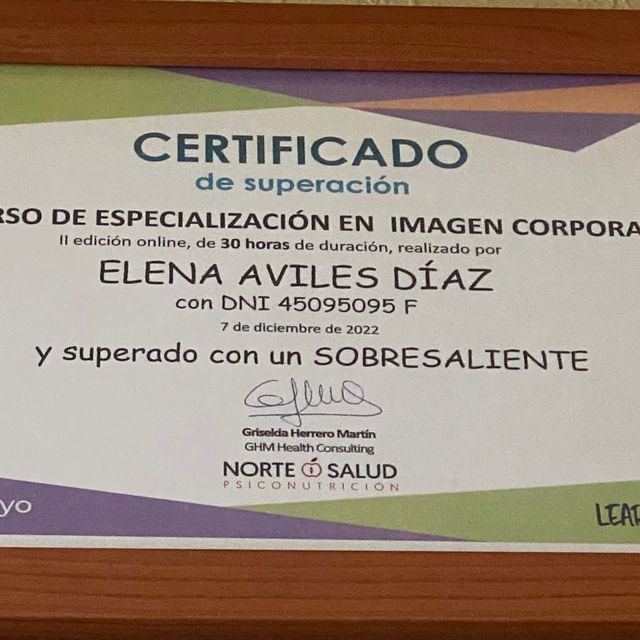 CERTIFICADO
de superación
RSO DE ESPECIALIZACIÓN EN IMAGEN CORPORA
II edición online, de 30 horas de duración, realizado por
ELENA AVILES DÍAZ
con DNI 45095095 F
7 de diciembre de 2022
y superado con un SOBRESALIENTE
Griselda Herrero Martín
GHM Health Consulting
NORTE SALUD
PSICONUTRICIÓN
yo
LEAR